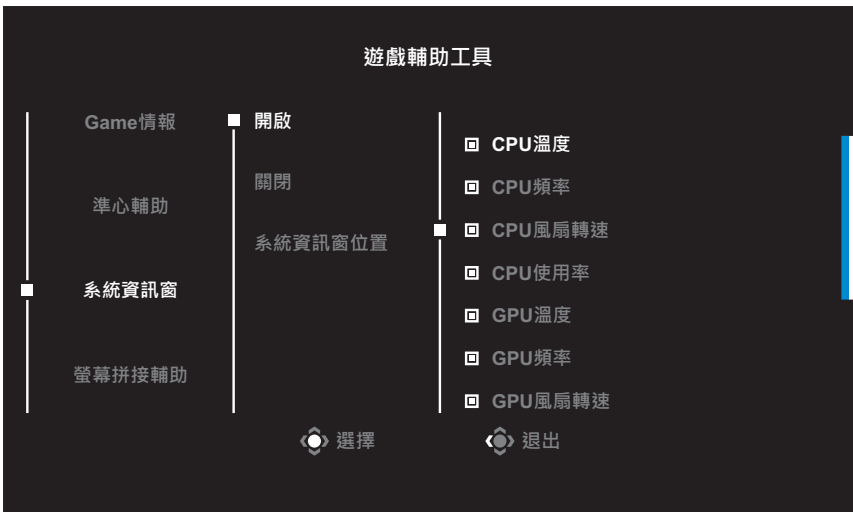 遊戲輔助工具
Game情報
準心輔助
系統資訊窗
螢幕拼接輔助
開啟
關閉
系統資訊窗位置
CPU溫度
CPU頻率
CPU風扇轉速
CPU使用率
GPU溫度
GPU頻率
GPU風扇轉速
選擇
退出